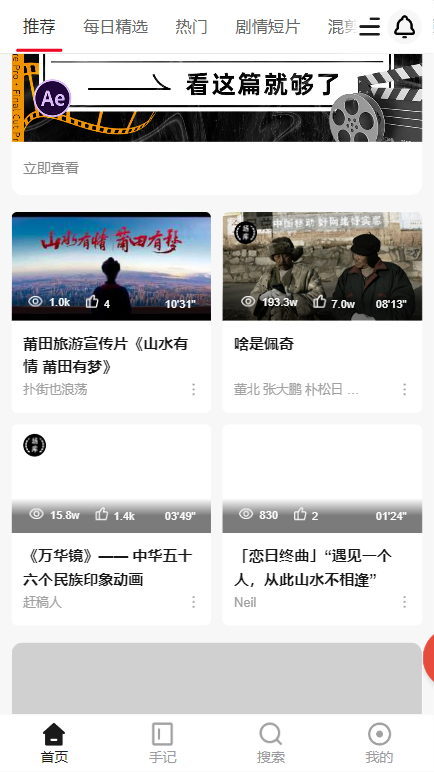 推荐 每日精选 热门 剧情短片 混剪
Ae
看这篇就够了
立即查看
山水有情 莆田有梦
1.0k 4 10'31"
莆田旅游宣传片《山水有
情 莆田有梦》
扑街也浪荡
场库
193.3w 7.0w 08'13"
啥是佩奇
董北 张大鹏 朴松日 ...
场库
15.8w 1.4k 03'49"
《万华镜》—— 中华五十
六个民族印象动画
赶稿人
830 2 01'24"
「恋日终曲」“遇见一个
人，从此山水不相逢”
Neil
首页 手记 搜索 我的